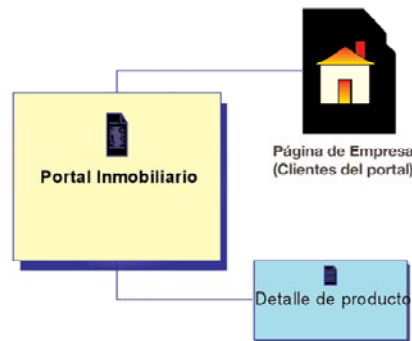 Página de Empresa
(Clientes del portal)
Portal Inmobiliario
Detalle de producto